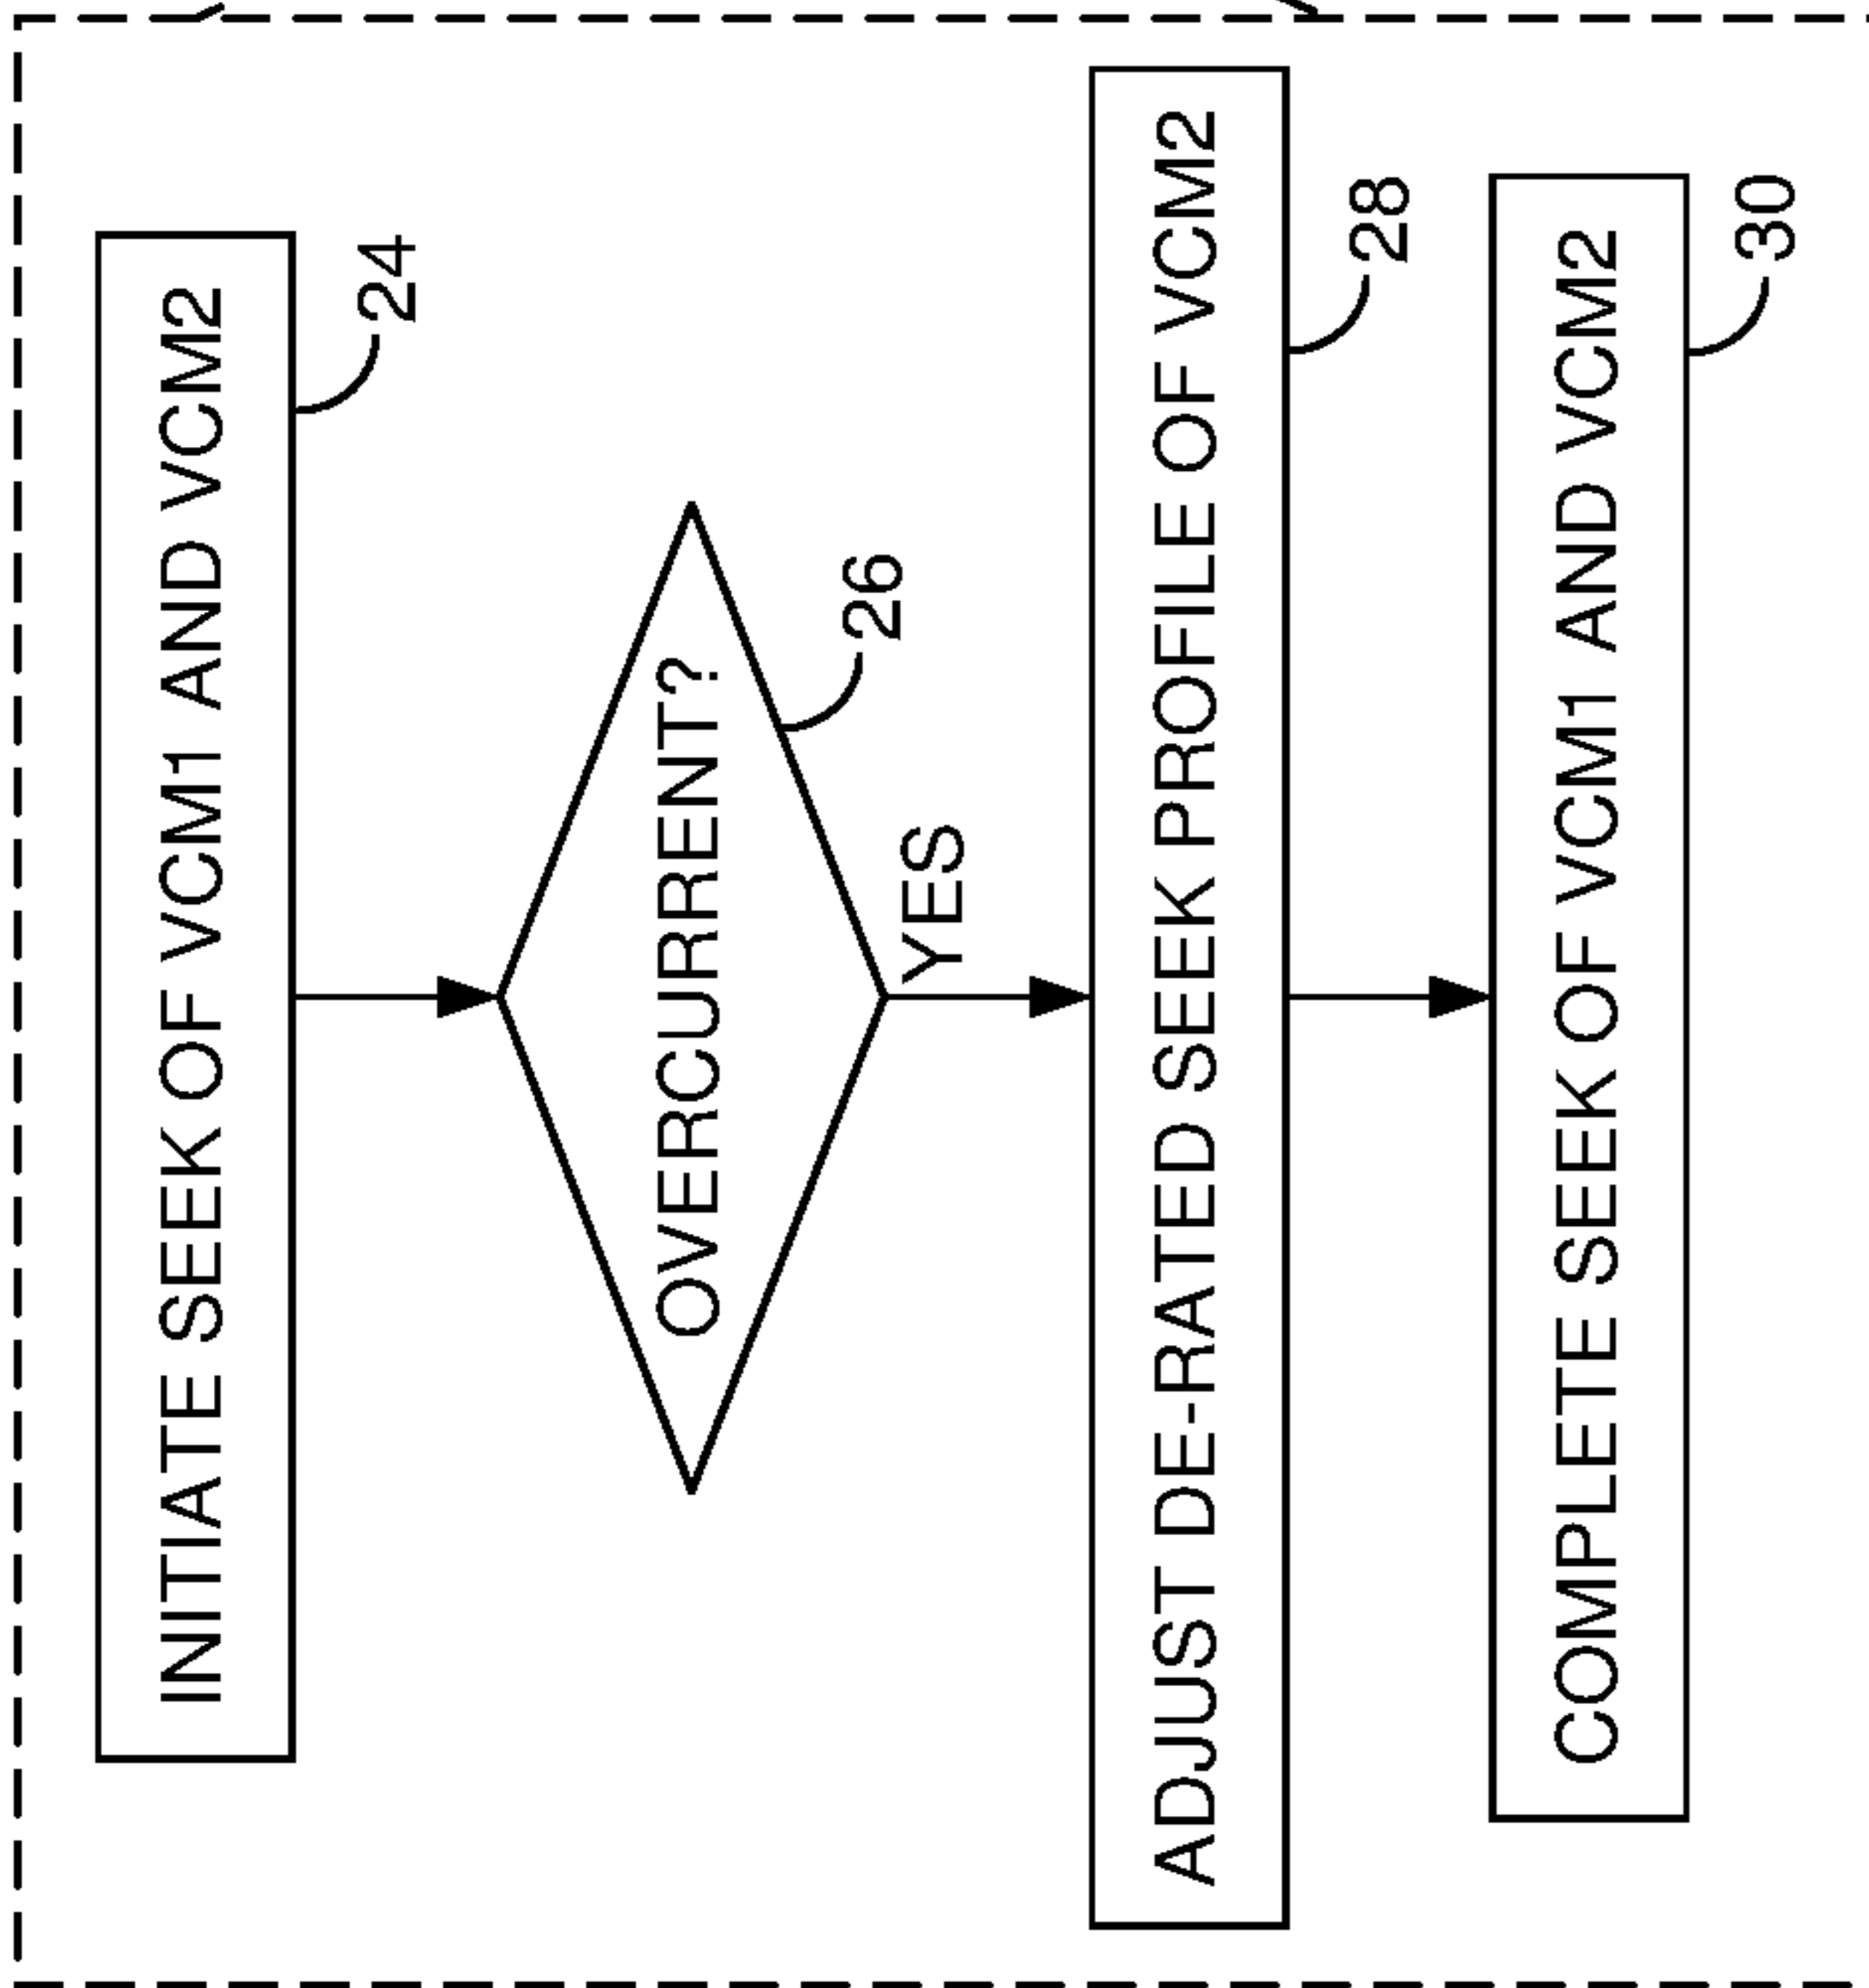 INITIATE SEEK OF VCM1 AND VCM2
24
OVERCURRENT?
26
YES
ADJUST DE-RATED SEEK PROFILE OF VCM2
28
COMPLETE SEEK OF VCM1 AND VCM2
30